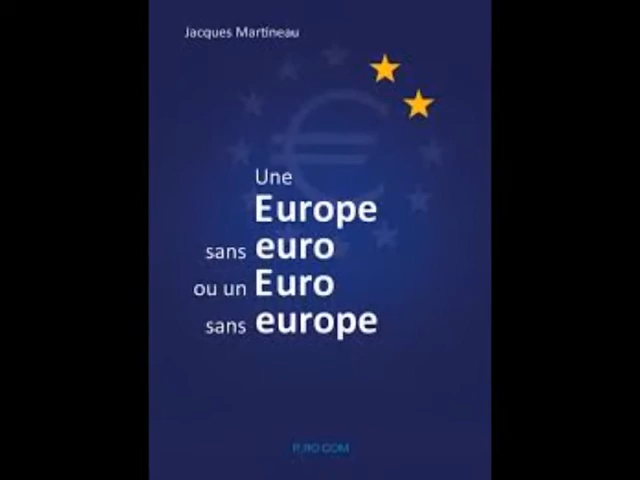 Jacques Martineau
Une
Europe
sans euro
ou un Euro
sans europe